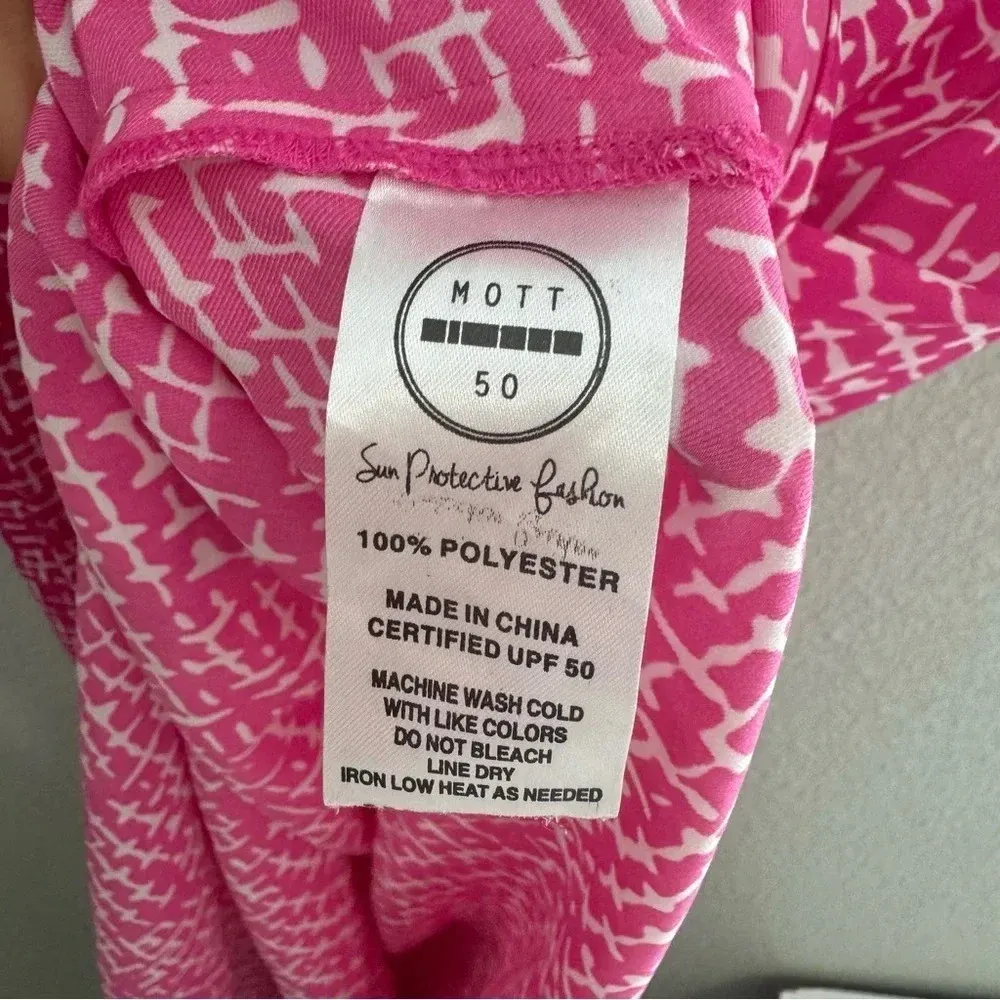 MOTT
50
Sun Protective Fashion
100% POLYESTER
MADE IN CHINA
CERTIFIED UPF 50
MACHINE WASH COLD
WITH LIKE COLORS
DO NOT BLEACH
LINE DRY
IRON LOW HEAT AS NEEDED